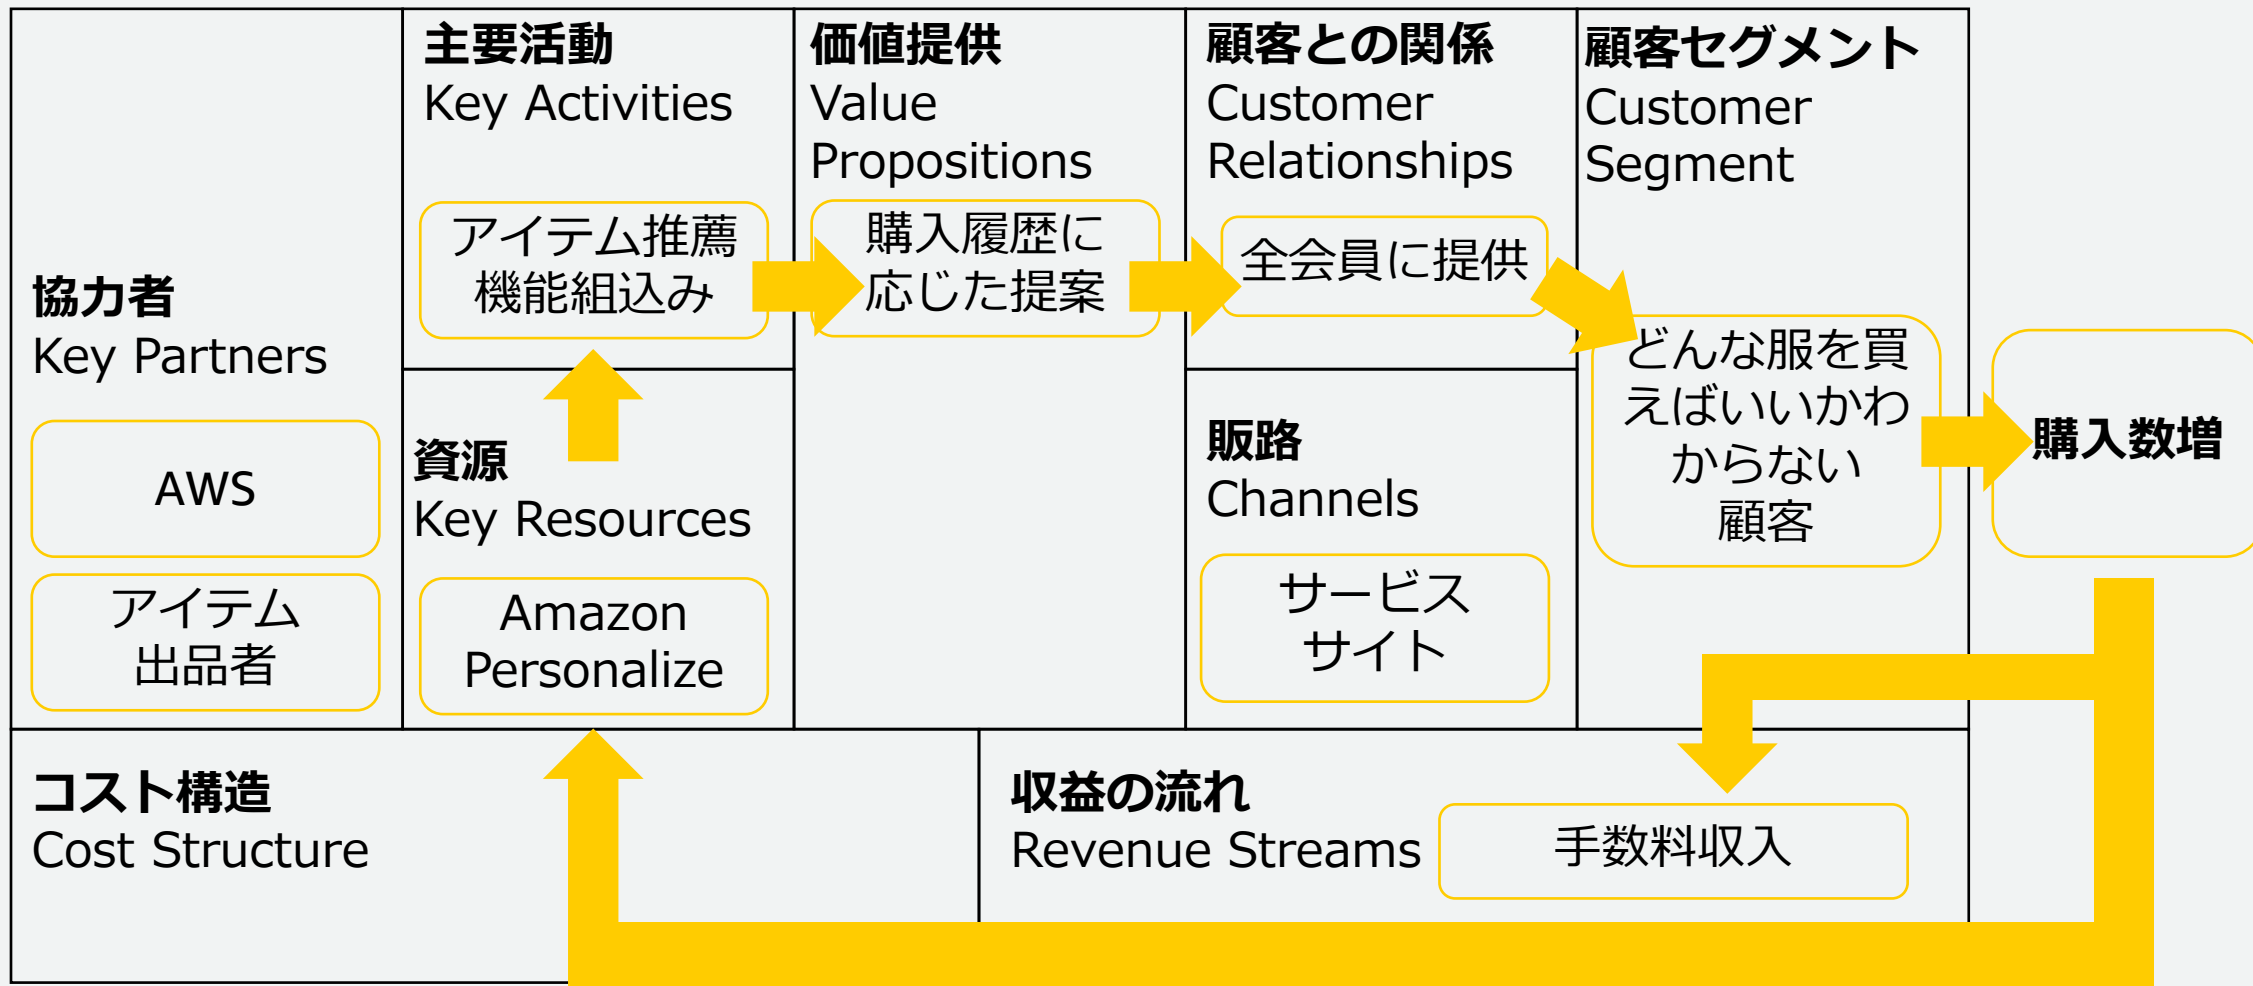 協力者
Key Partners
AWS
アイテム
出品者
主要活動
Key Activities
アイテム推薦
機能組込み
資源
Key Resources
Amazon
Personalize
価値提供
Value
Propositions
購入履歴に
応じた提案
顧客との関係
Customer
Relationships
全会員に提供
販路
Channels
サービス
サイト
顧客セグメント
Customer
Segment
どんな服を買
えばいいかわ
からない
顧客
購入数増
コスト構造
Cost Structure
収益の流れ
Revenue Streams
手数料収入